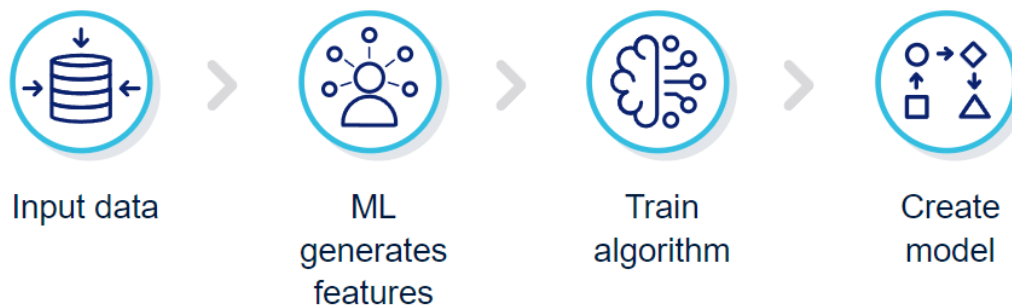 Input data
ML
generates
features
Train
algorithm
Create
model